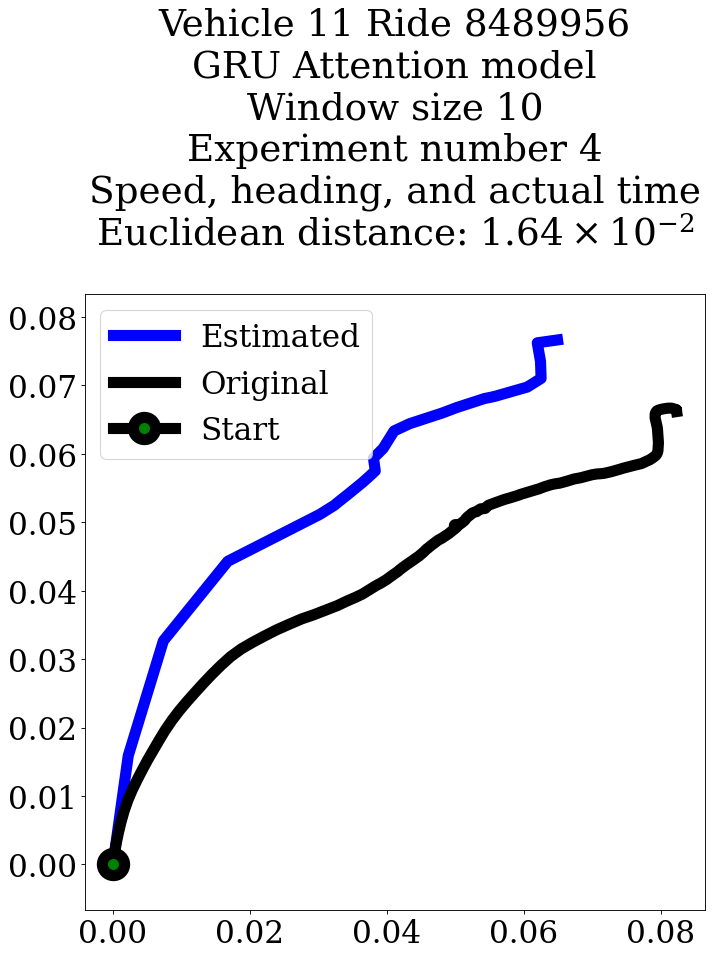 Vehicle 11 Ride 8489956
GRU Attention model
Window size 10
Experiment number 4
Speed, heading, and actual time
Euclidean distance: 1.64 × 10⁻²
Estimated
Original
Start
0.08
0.07
0.06
0.05
0.04
0.03
0.02
0.01
0.00
0.00 0.02 0.04 0.06 0.08